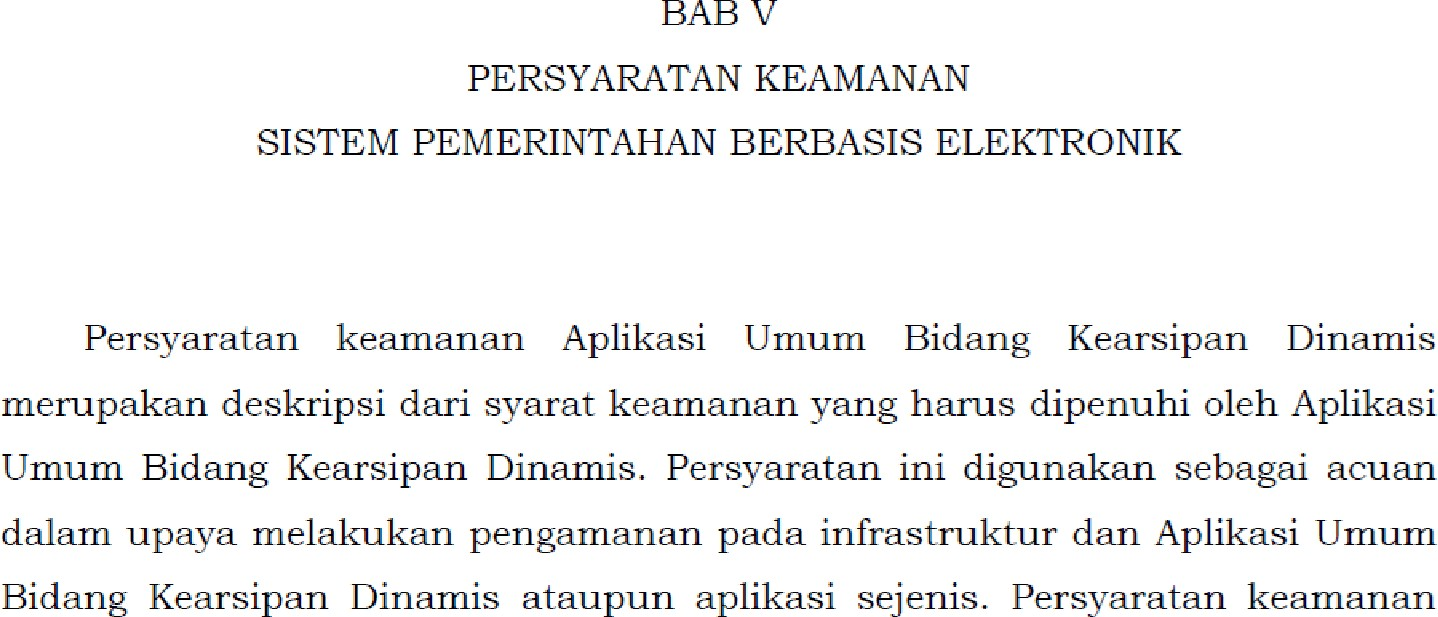 BAB V
PERSYARATAN KEAMANAN
SISTEM PEMERINTAHAN BERBASIS ELEKTRONIK
Persyaratan keamanan Aplikasi Umum Bidang Kearsipan Dinamis
merupakan deskripsi dari syarat keamanan yang harus dipenuhi oleh Aplikasi
Umum Bidang Kearsipan Dinamis. Persyaratan ini digunakan sebagai acuan
dalam upaya melakukan pengamanan pada infrastruktur dan Aplikasi Umum
Bidang Kearsipan Dinamis ataupun aplikasi sejenis. Persyaratan keamanan